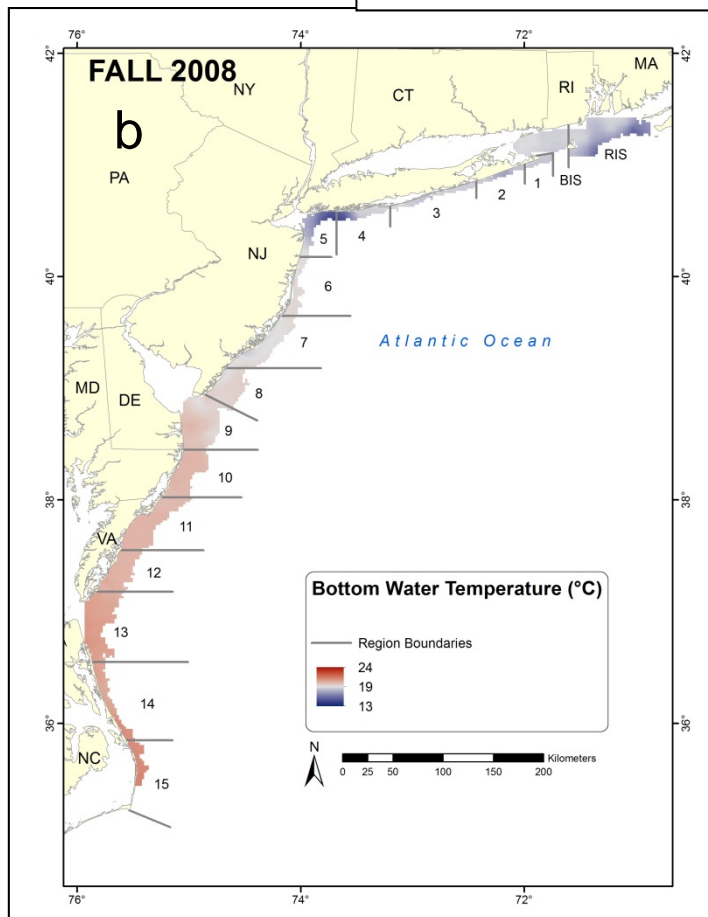 76° 74° 72°
42° 42°
FALL 2008
b
MA
NY CT RI
PA
RIS
BIS
1
2
3
4
5
NJ
40° 40°
6
7
Atlantic Ocean
MD
DE
8
9
10
38° 38°
11
VA
12
13
14
36° 36°
NC
15
Bottom Water Temperature (°C)
Region Boundaries
24
19
13
N
Kilometers
0 25 50 100 150 200
76° 74° 72°